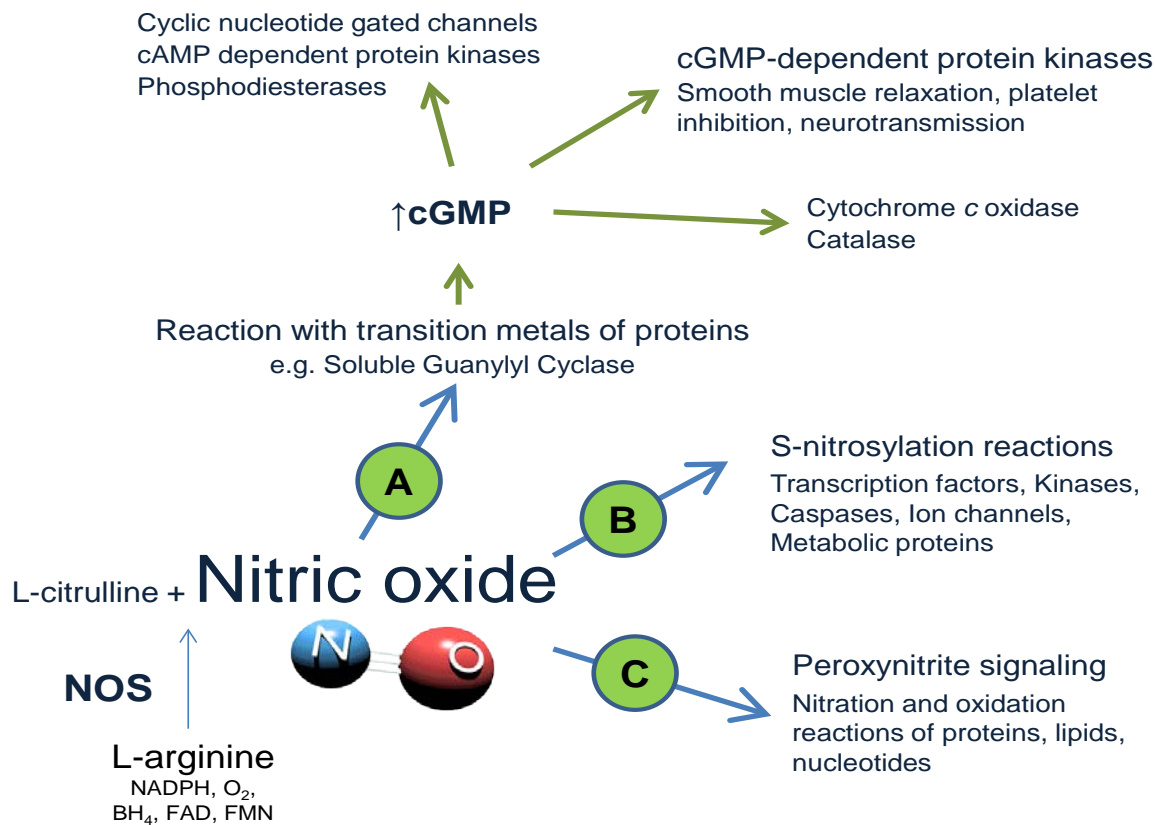 Cyclic nucleotide gated channels
cAMP dependent protein kinases
Phosphodiesterases
cGMP-dependent protein kinases
Smooth muscle relaxation, platelet
inhibition, neurotransmission
↑cGMP
Cytochrome c oxidase
Catalase
Reaction with transition metals of proteins
e.g. Soluble Guanylyl Cyclase
A
S-nitrosylation reactions
Transcription factors, Kinases,
Caspases, Ion channels,
Metabolic proteins
B
L-citrulline + Nitric oxide
N O
C
Peroxynitrite signaling
Nitration and oxidation
reactions of proteins, lipids,
nucleotides
NOS
L-arginine
NADPH, O₂,
BH₄, FAD, FMN